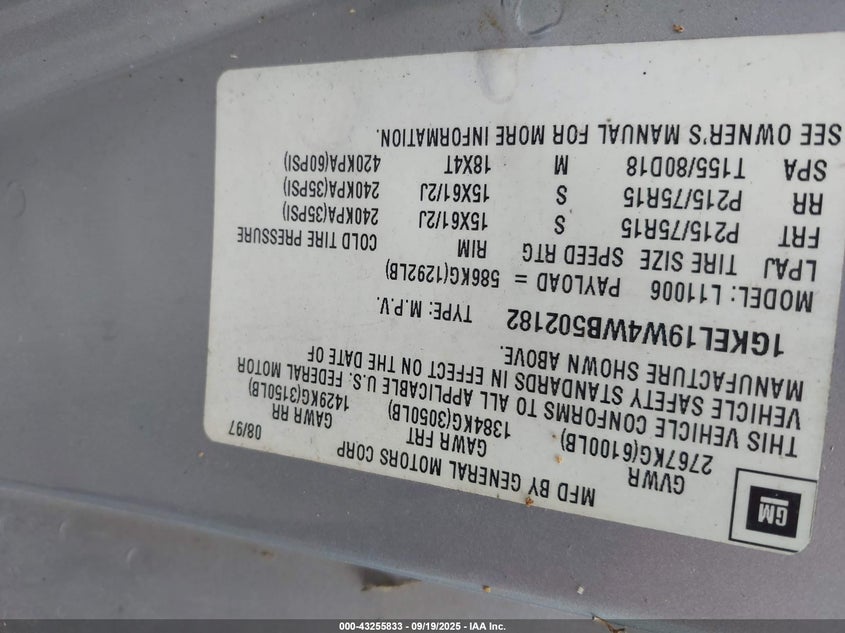 MFD BY GENERAL MOTORS CORP
08/97
GVWR GAWR FRT GAWR RR
2767KG(6100LB) 1384KG(3050LB) 1429KG(3150LB)
THIS VEHICLE CONFORMS TO ALL APPLICABLE U.S. FEDERAL MOTOR
VEHICLE SAFETY STANDARDS IN EFFECT ON THE DATE OF
MANUFACTURE SHOWN ABOVE.
1GKEL19W4WB502182 TYPE: M.P.V.
MODEL: L11006 PAYLOAD = 586KG(1292LB)
LPAJ TIRE SIZE SPEED RTG RIM COLD TIRE PRESSURE
FRT P215/75R15 S 15X61/2J 240KPA(35PSI)
RR P215/75R15 S 15X61/2J 240KPA(35PSI)
SPA T155/80D18 M 18X4T 420KPA(60PSI)
SEE OWNER'S MANUAL FOR MORE INFORMATION.
GM
000-43255833 - 09/19/2025 - IAA Inc.